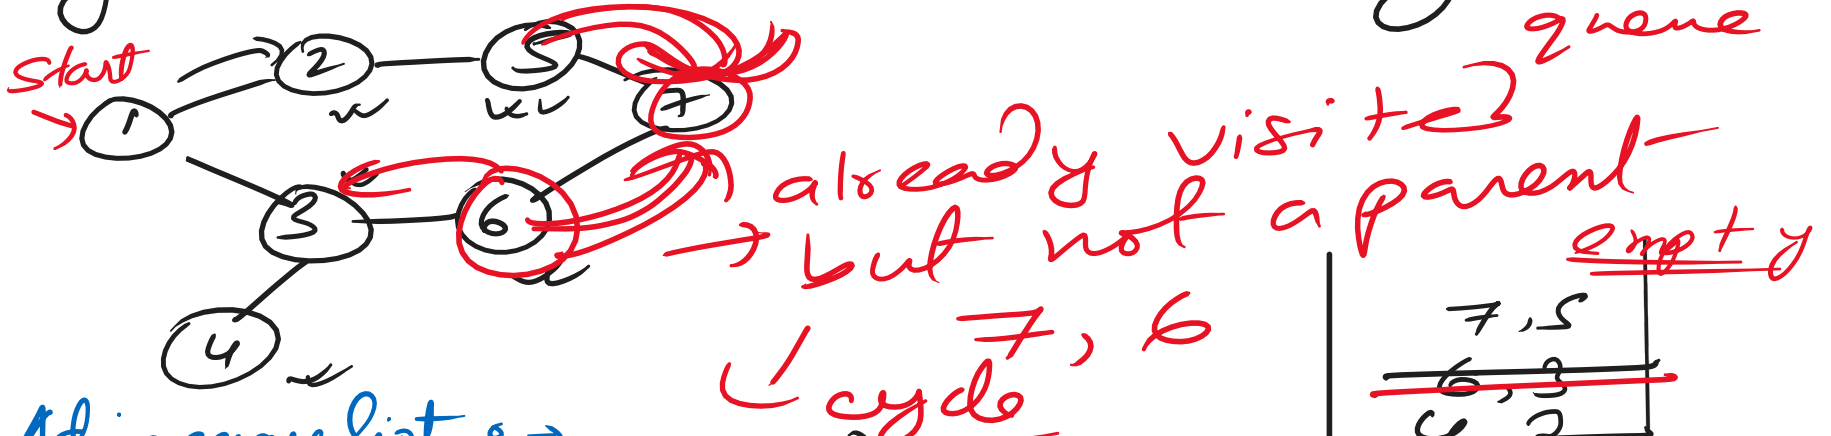 queue
start
1
2
5
7
3
6
4
already visited
but not a parent
empty
7, 6
7, 5
6, 3
cycle